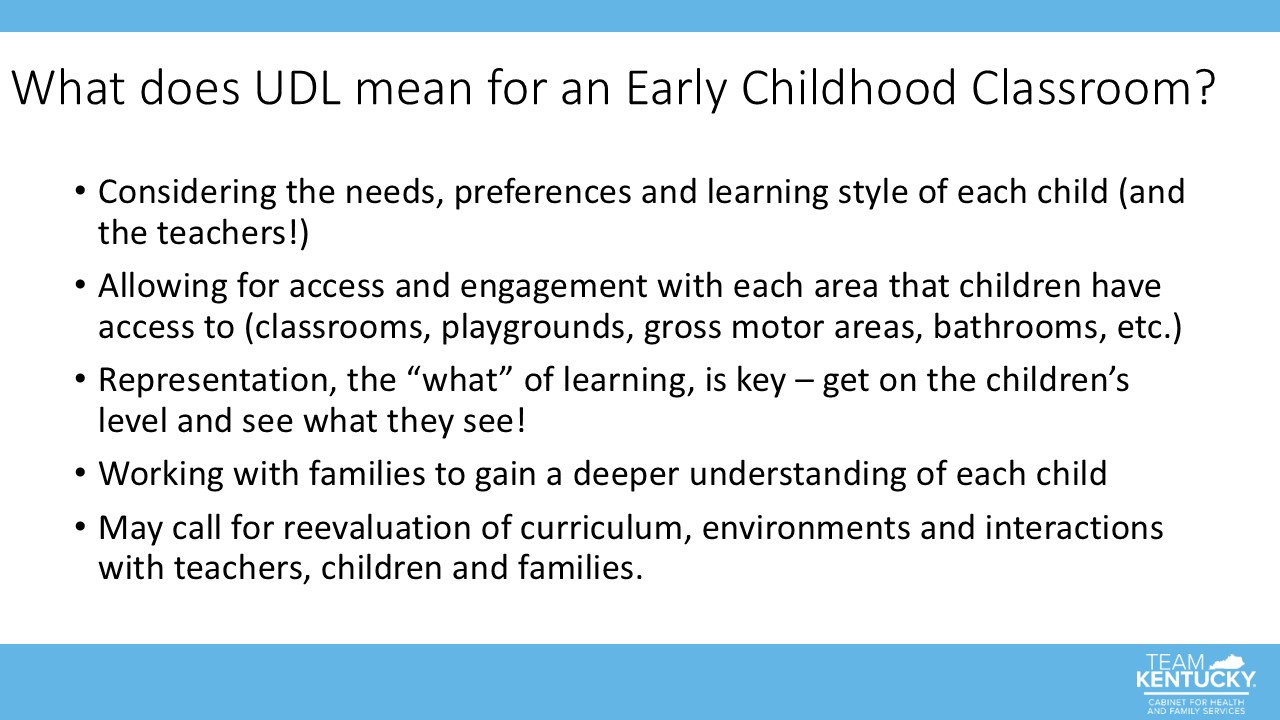 What does UDL mean for an Early Childhood Classroom?
• Considering the needs, preferences and learning style of each child (and
the teachers!)
• Allowing for access and engagement with each area that children have
access to (classrooms, playgrounds, gross motor areas, bathrooms, etc.)
• Representation, the “what” of learning, is key – get on the children’s
level and see what they see!
• Working with families to gain a deeper understanding of each child
• May call for reevaluation of curriculum, environments and interactions
with teachers, children and families.
TEAM
KENTUCKY.
CABINET FOR HEALTH
AND FAMILY SERVICES